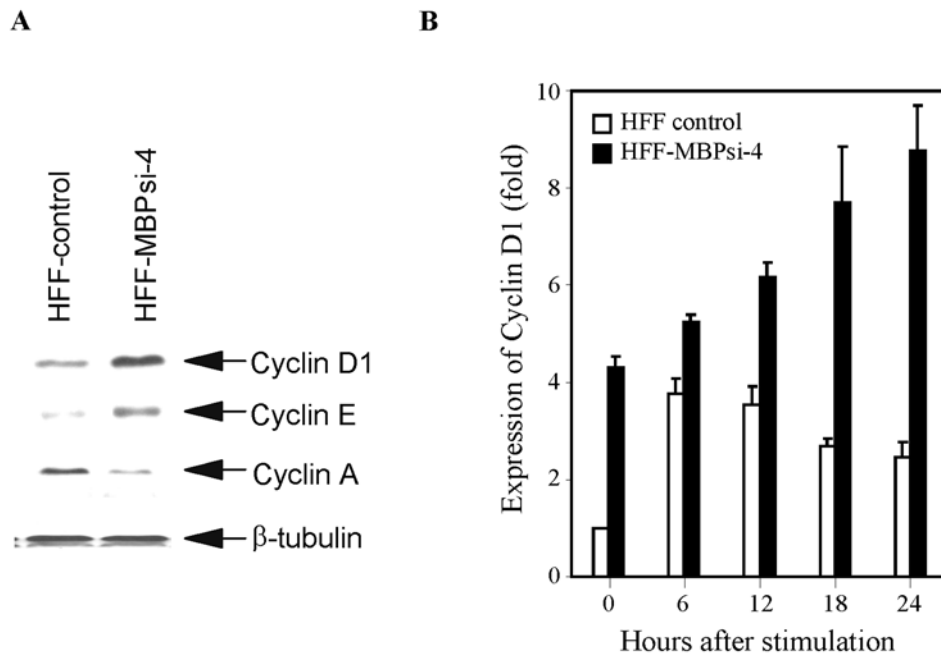 A
HFF-control
HFF-MBPsi-4
Cyclin D1
Cyclin E
Cyclin A
β-tubulin
B
Expression of Cyclin D1 (fold)
10
8
6
4
2
0
HFF control
HFF-MBPsi-4
0 6 12 18 24
Hours after stimulation